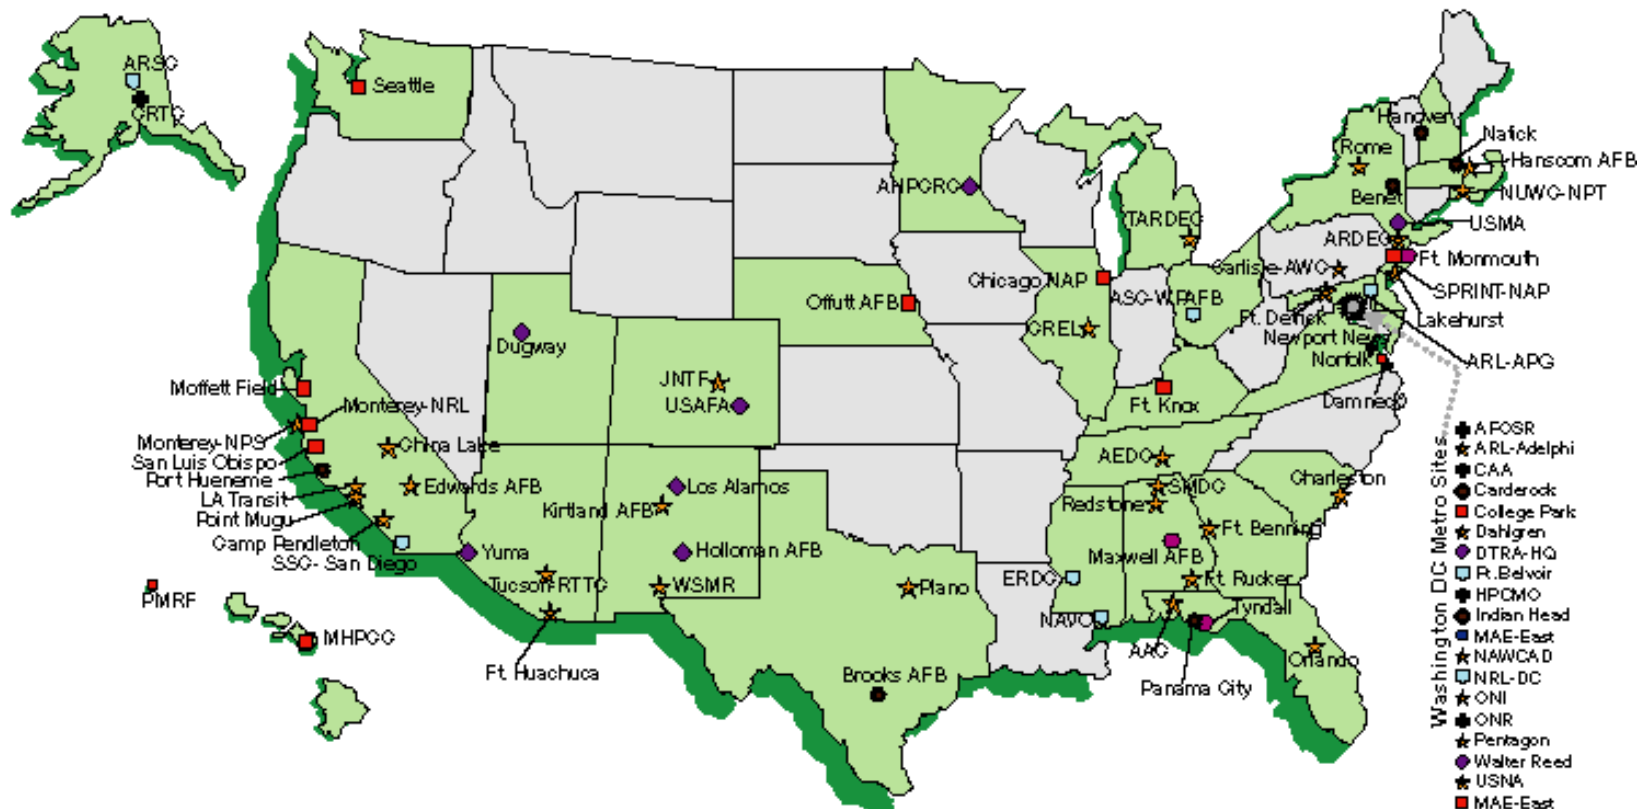 ARSC
CRTC
Seattle
AHPCRC
TARDEC
Hanover
Natick
Rome
Hanscom AFB
Benet
NUWC-NPT
USMA
ARDEC
Ft Monmouth
Carlisle-AWC
SPRINT-NAP
Chicago NAP
ASC-WPAFB
Offutt AFB
Ft. Detrick
Lakehurst
CREL
Newport News
Dugway
Norfolk
ARL-APG
JNTF
Moffett Field
USAFA
Ft Knox
Damneck
Monterey-NRL
Monterey-NPS
China Lake
San Luis Obispo
AEDC
Port Hueneme
Charleston
LA Transit
Edwards AFB
Los Alamos
SMDC
Redstone
Point Mugu
Kirtland AFB
Ft Benning
Camp Pendleton
Yuma
Holloman AFB
Maxwell AFB
SSC- San Diego
Tucson-RTTC
WSMR
Plano
ERDC
Ft Rucker
PMRF
Tyndall
NAVO
MHPCC
AAC
Orlando
Ft Huachuca
Brooks AFB
Panama City
Washington DC Metro Sites
AFOSR
ARL-Adelphi
CAA
Carderock
College Park
Dahlgren
DTRA-HQ
Ft.Belvoir
HPCMO
Indian Head
MAE-East
NAWCAD
NRL-DC
ONI
ONR
Pentagon
Walter Reed
USNA
MAE-East